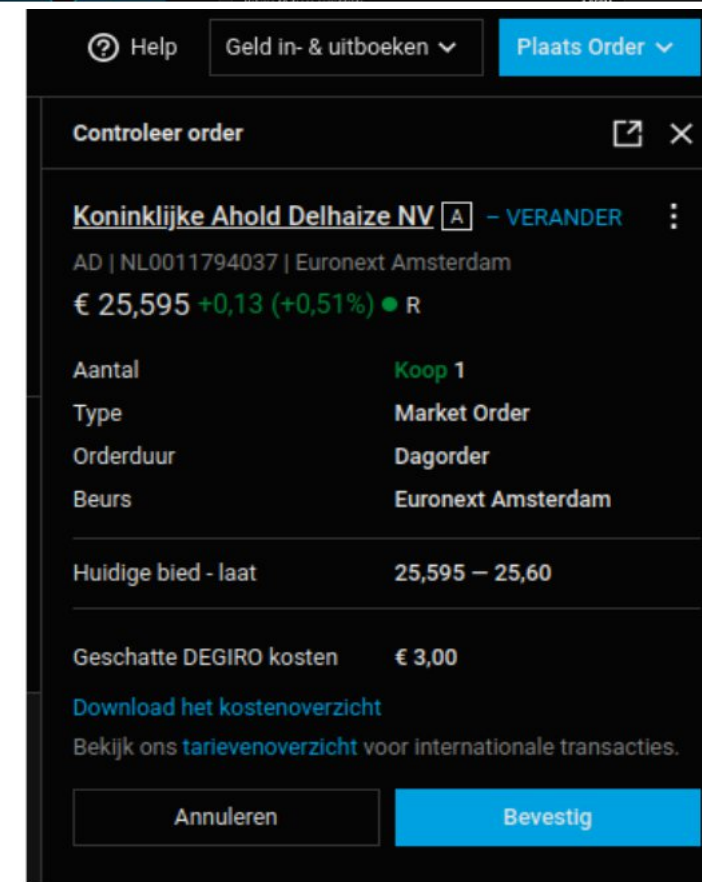 Help Geld in- & uitboeken Plaats Order
Controleer order
Koninklijke Ahold Delhaize NV A – VERANDER
AD | NL0011794037 | Euronext Amsterdam
€ 25,595 +0,13 (+0,51%) R
Aantal Koop 1
Type Market Order
Orderduur Dagorder
Beurs Euronext Amsterdam
Huidige bied - laat 25,595 — 25,60
Geschatte DEGIRO kosten € 3,00
Download het kostenoverzicht
Bekijk ons tarievenoverzicht voor internationale transacties.
Annuleren Bevestig